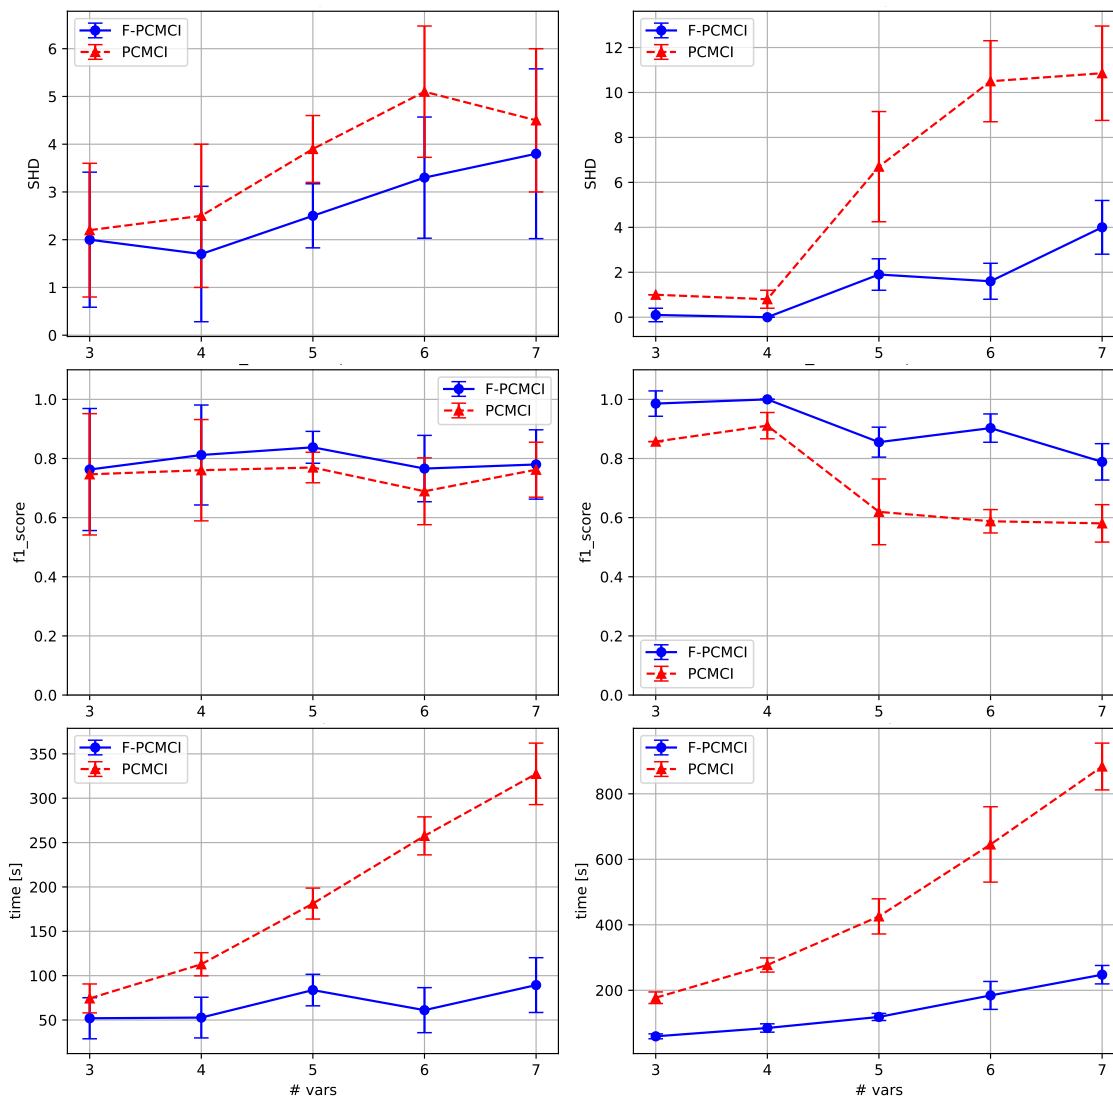 F-PCMCI
PCMCI
SHD
6
5
4
3
2
1
0
3 4 5 6 7
F-PCMCI
PCMCI
SHD
12
10
8
6
4
2
0
3 4 5 6 7
F-PCMCI
PCMCI
f1_score
1.0
0.8
0.6
0.4
0.2
0.0
3 4 5 6 7
F-PCMCI
PCMCI
f1_score
1.0
0.8
0.6
0.4
0.2
0.0
3 4 5 6 7
F-PCMCI
PCMCI
time [s]
350
300
250
200
150
100
50
3 4 5 6 7
# vars
F-PCMCI
PCMCI
time [s]
800
600
400
200
3 4 5 6 7
# vars